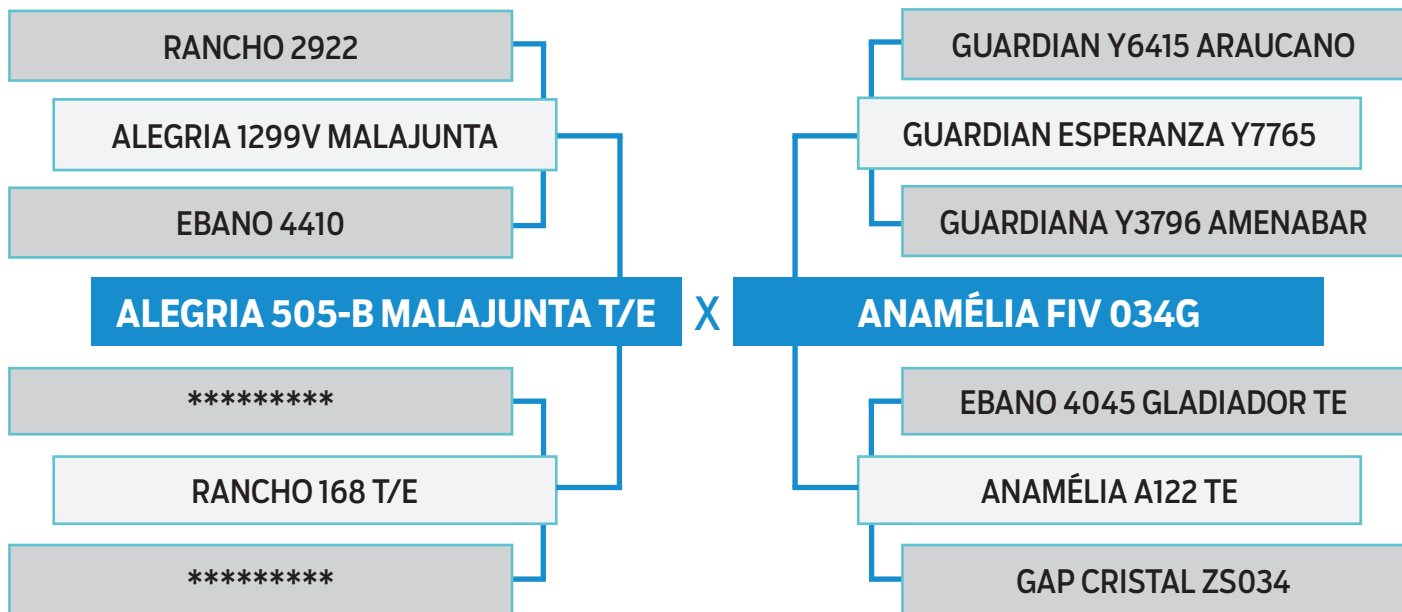 RANCHO 2922
ALEGRIA 1299V MALAJUNTA
EBANO 4410
ALEGRIA 505-B MALAJUNTA T/E
*********
RANCHO 168 T/E
*********
X
GUARDIAN Y6415 ARAUCANO
GUARDIAN ESPERANZA Y7765
GUARDIANA Y3796 AMENABAR
ANAMÉLIA FIV 034G
EBANO 4045 GLADIADOR TE
ANAMÉLIA A122 TE
GAP CRISTAL ZS034